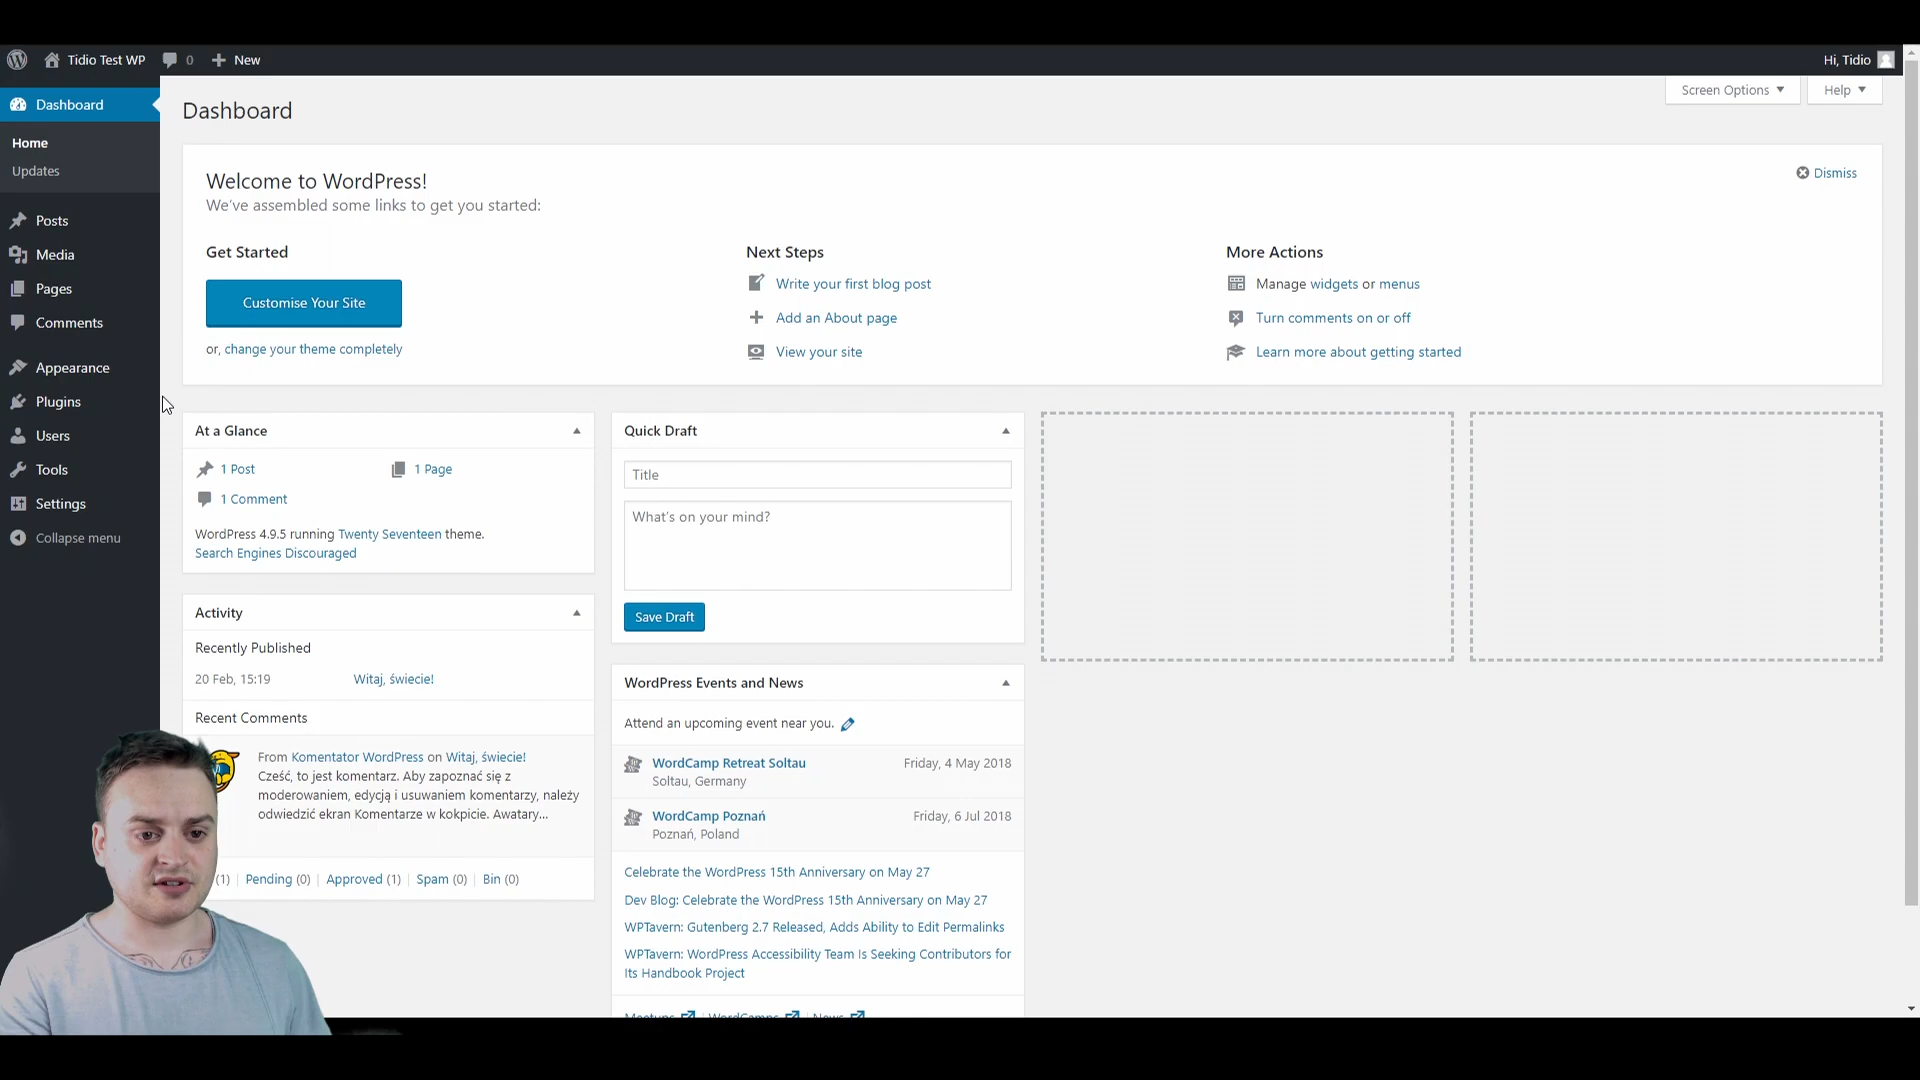 Tidio Test WP
0
New
Hi, Tidio
Dashboard
Home
Updates
Posts
Media
Pages
Comments
Appearance
Plugins
Users
Tools
Settings
Collapse menu
Dashboard
Screen Options
Help
Welcome to WordPress!
We've assembled some links to get you started:
Dismiss
Get Started
Customise Your Site
or, change your theme completely
Next Steps
Write your first blog post
Add an About page
View your site
More Actions
Manage widgets or menus
Turn comments on or off
Learn more about getting started
At a Glance
1 Post
1 Page
1 Comment
WordPress 4.9.5 running Twenty Seventeen theme.
Search Engines Discouraged
Activity
Recently Published
20 Feb, 15:19
Witaj, świecie!
Recent Comments
From Komentator WordPress on Witaj, świecie!
Cześć, to jest komentarz. Aby zapoznać się z
moderowaniem, edycją i usuwaniem komentarzy, należy
odwiedzić ekran Komentarze w kokpicie. Awatary...
(1) | Pending (0) | Approved (1) | Spam (0) | Bin (0)
Quick Draft
Title
What's on your mind?
Save Draft
WordPress Events and News
Attend an upcoming event near you.
WordCamp Retreat Soltau
Friday, 4 May 2018
Soltau, Germany
WordCamp Poznań
Friday, 6 Jul 2018
Poznań, Poland
Celebrate the WordPress 15th Anniversary on May 27
Dev Blog: Celebrate the WordPress 15th Anniversary on May 27
WPTavern: Gutenberg 2.7 Released, Adds Ability to Edit Permalinks
WPTavern: WordPress Accessibility Team Is Seeking Contributors for
Its Handbook Project
Meetups | WordCamps | News